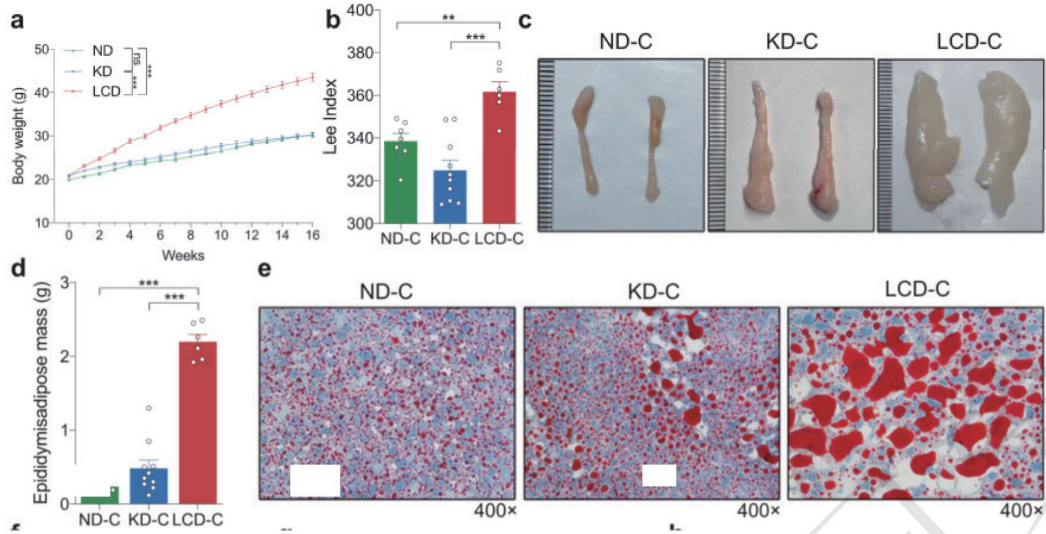 a
Body weight (g)
50
40
30
20
10
ND
KD
LCD
ns
***
***
0 2 4 6 8 10 12 14 16
Weeks
b
Lee Index
400
380
360
340
320
300
**
***
ND-C KD-C LCD-C
c
ND-C KD-C LCD-C
d
Epididymisadipose mass (g)
3
2
1
0
***
***
ND-C KD-C LCD-C
e
ND-C KD-C LCD-C
400× 400× 400×